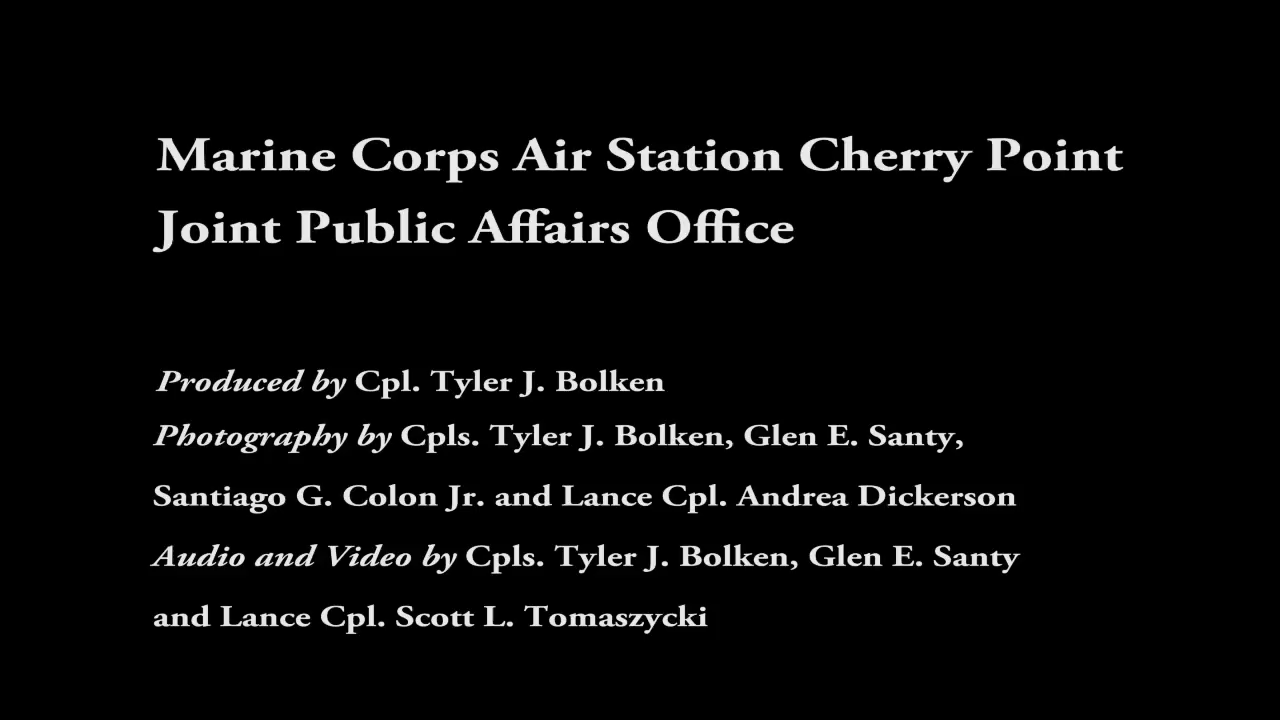 Marine Corps Air Station Cherry Point
Joint Public Affairs Office
Produced by Cpl. Tyler J. Bolken
Photography by Cpls. Tyler J. Bolken, Glen E. Santy,
Santiago G. Colon Jr. and Lance Cpl. Andrea Dickerson
Audio and Video by Cpls. Tyler J. Bolken, Glen E. Santy
and Lance Cpl. Scott L. Tomaszycki